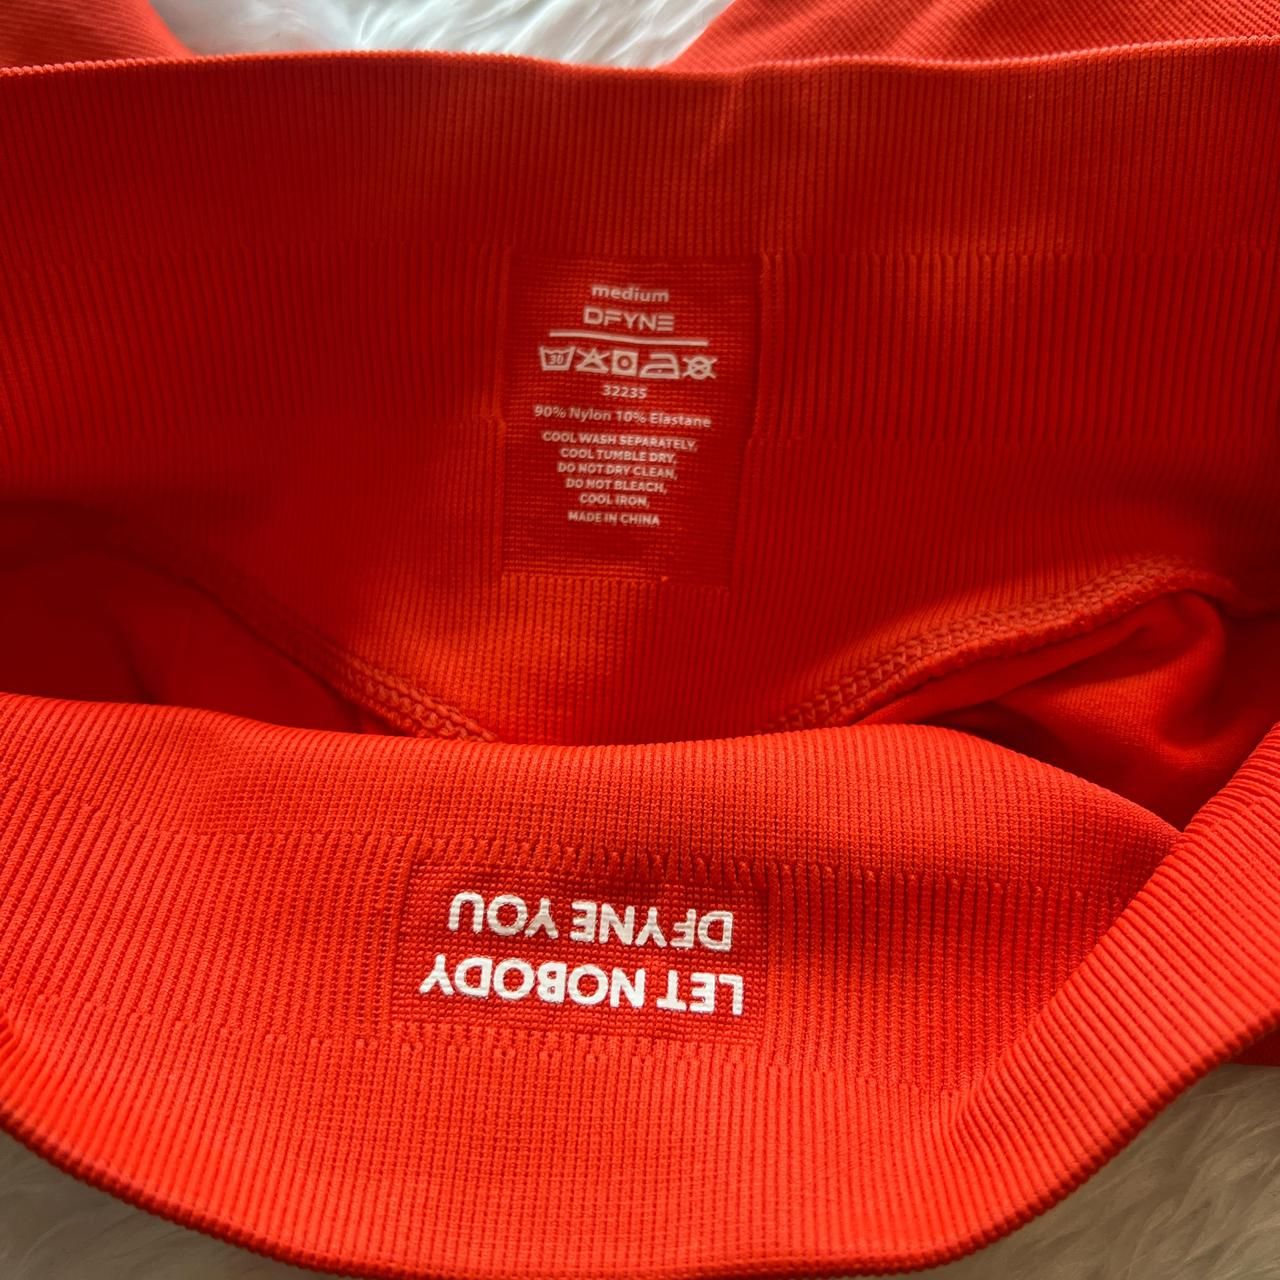 medium
DFYNE
30
32235
90% Nylon 10% Elastane
COOL WASH SEPARATELY,
COOL TUMBLE DRY,
DO NOT DRY CLEAN,
DO NOT BLEACH,
COOL IRON,
MADE IN CHINA
LET NOBODY
DFYNE YOU